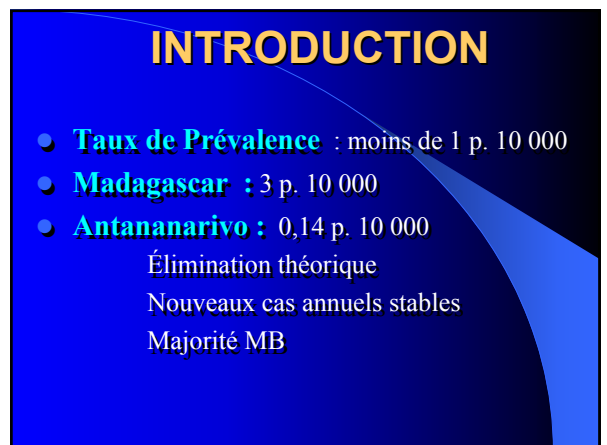 INTRODUCTION
Taux de Prévalence : moins de 1 p. 10 000
Madagascar : 3 p. 10 000
Antananarivo : 0,14 p. 10 000
Élimination théorique
Nouveaux cas annuels stables
Majorité MB